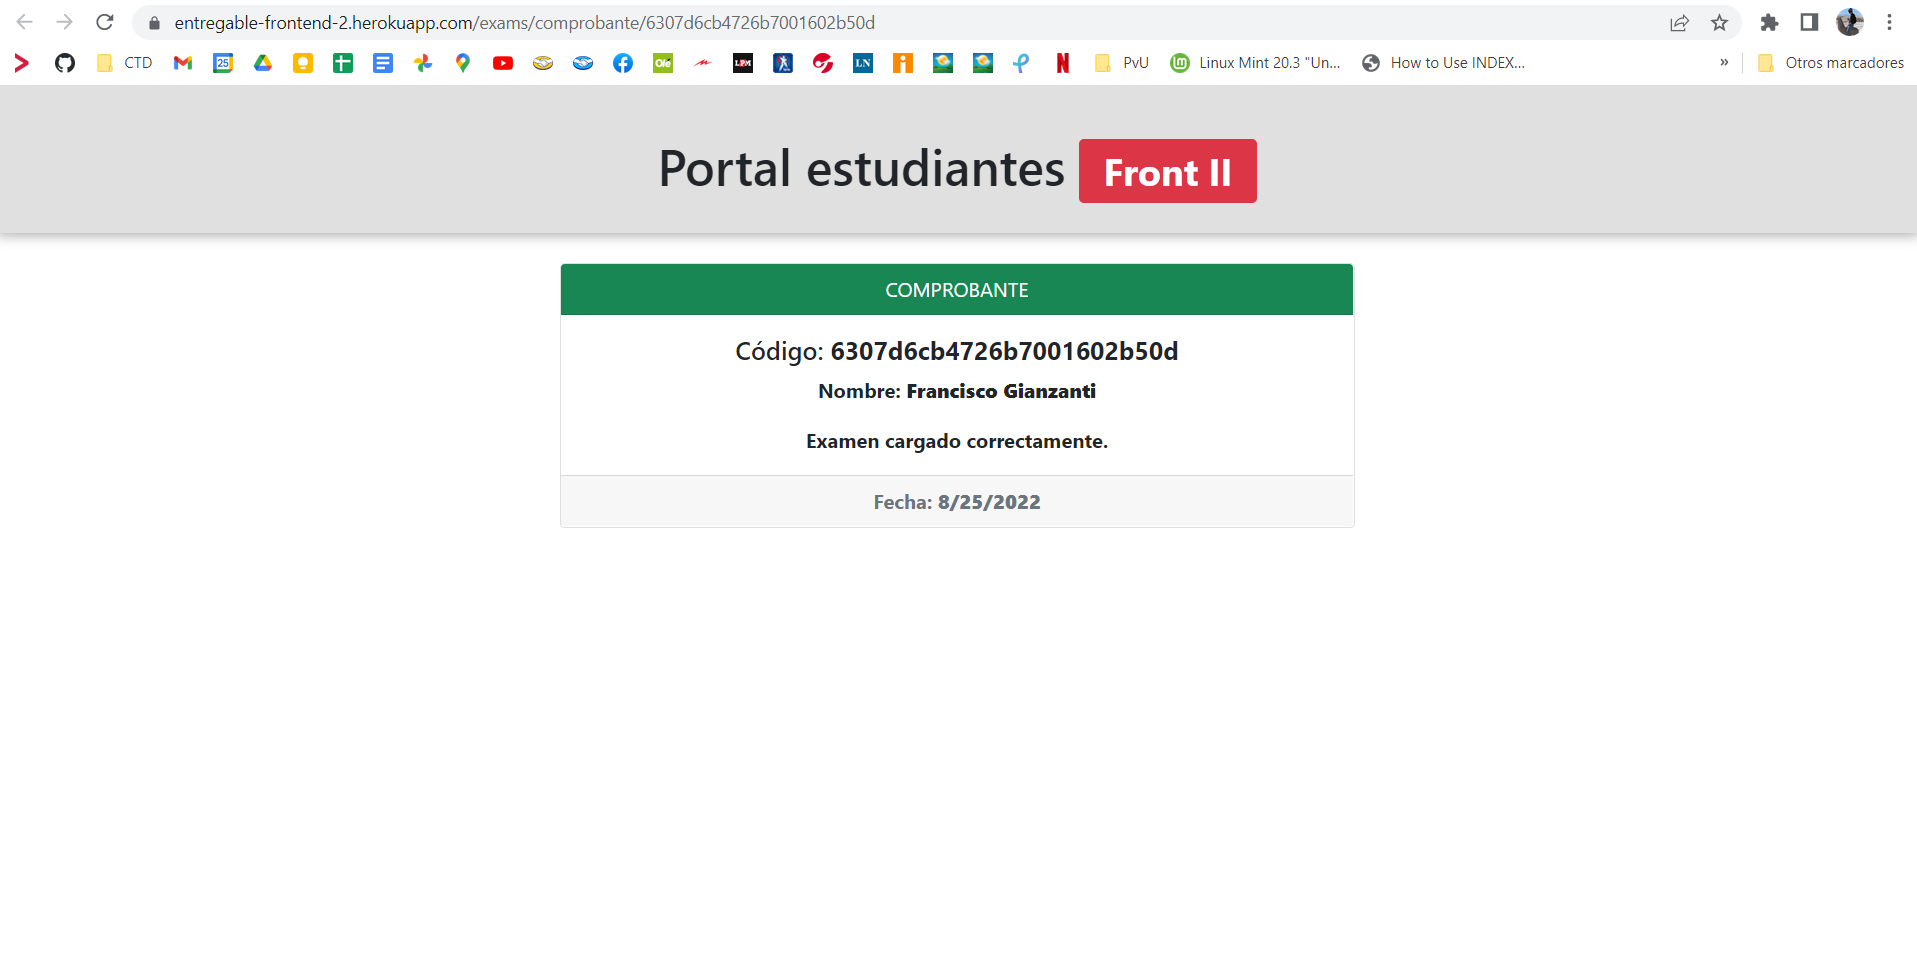 entregable-frontend-2.herokuapp.com/exams/comprobante/6307d6cb4726b7001602b50d
CTD 25 Olé LPM LN PvU Linux Mint 20.3 "Un... How to Use INDEX... » Otros marcadores
Portal estudiantes Front II
COMPROBANTE
Código: 6307d6cb4726b7001602b50d
Nombre: Francisco Gianzanti
Examen cargado correctamente.
Fecha: 8/25/2022